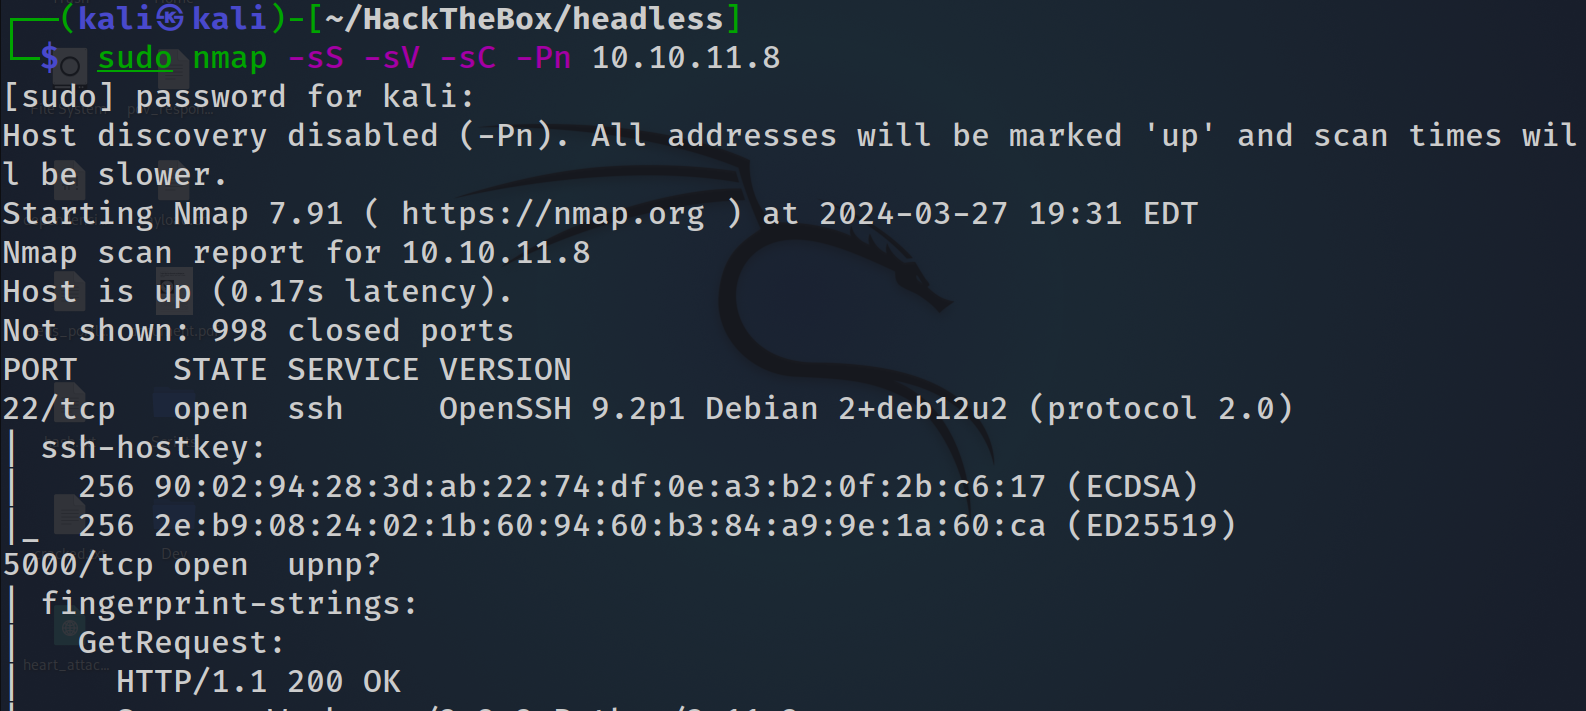 (kali㉿kali)-[~/HackTheBox/headless]
$ sudo nmap -sS -sV -sC -Pn 10.10.11.8
[sudo] password for kali:
Host discovery disabled (-Pn). All addresses will be marked 'up' and scan times wil
l be slower.
Starting Nmap 7.91 ( https://nmap.org ) at 2024-03-27 19:31 EDT
Nmap scan report for 10.10.11.8
Host is up (0.17s latency).
Not shown: 998 closed ports
PORT     STATE SERVICE VERSION
22/tcp   open  ssh     OpenSSH 9.2p1 Debian 2+deb12u2 (protocol 2.0)
| ssh-hostkey:
|   256 90:02:94:28:3d:ab:22:74:df:0e:a3:b2:0f:2b:c6:17 (ECDSA)
|_  256 2e:b9:08:24:02:1b:60:94:60:b3:84:a9:9e:1a:60:ca (ED25519)
5000/tcp open  upnp?
| fingerprint-strings:
|   GetRequest:
|     HTTP/1.1 200 OK
heart_attac...
Dev